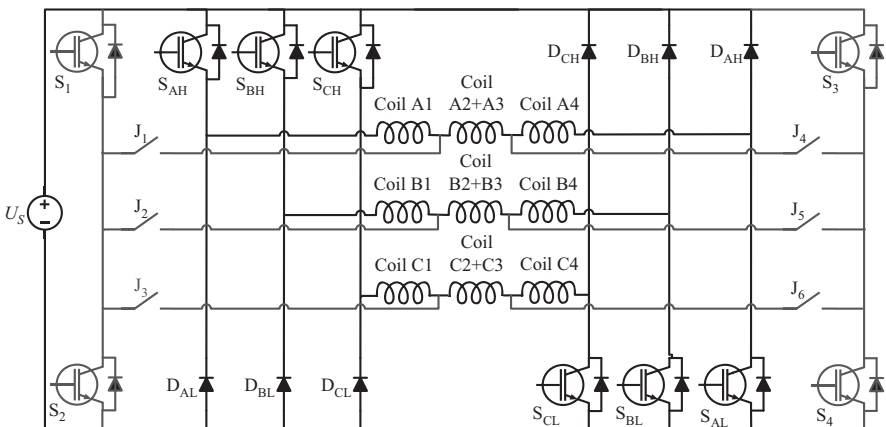 S1
SAH
SBH
SCH
DCH
DBH
DAH
S3
Coil A1
Coil
A2+A3
Coil A4
J1
J4
Coil B1
Coil
B2+B3
Coil B4
US
+
−
J2
J5
Coil C1
Coil
C2+C3
Coil C4
J3
J6
S2
DAL
DBL
DCL
SCL
SBL
SAL
S4